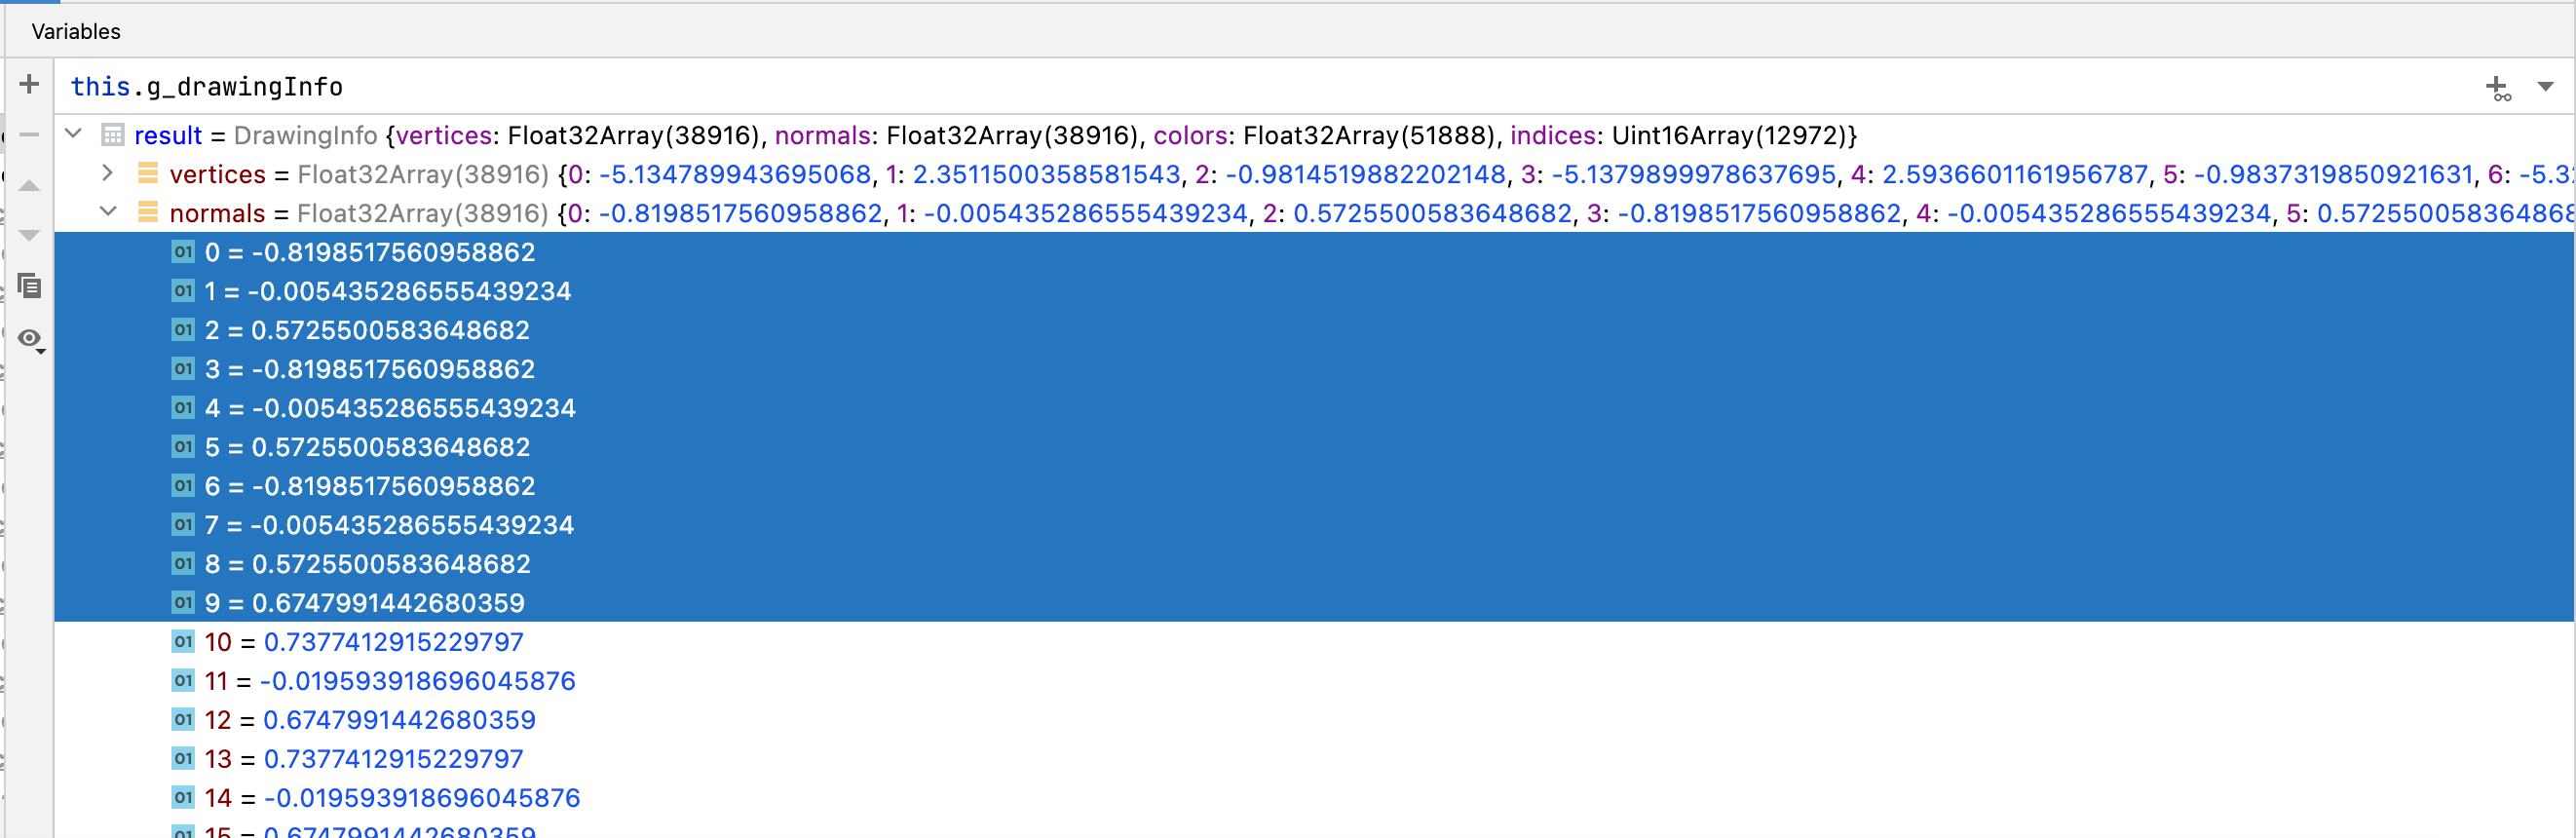 Variables
this.g_drawingInfo
result = DrawingInfo {vertices: Float32Array(38916), normals: Float32Array(38916), colors: Float32Array(51888), indices: Uint16Array(12972)}
vertices = Float32Array(38916) {0: -5.134789943695068, 1: 2.3511500358581543, 2: -0.9814519882202148, 3: -5.1379899978637695, 4: 2.5936601161956787, 5: -0.9837319850921631, 6: -5.32
normals = Float32Array(38916) {0: -0.8198517560958862, 1: -0.005435286555439234, 2: 0.5725500583648682, 3: -0.8198517560958862, 4: -0.005435286555439234, 5: 0.572550058364868
01 0 = -0.8198517560958862
01 1 = -0.005435286555439234
01 2 = 0.5725500583648682
01 3 = -0.8198517560958862
01 4 = -0.005435286555439234
01 5 = 0.5725500583648682
01 6 = -0.8198517560958862
01 7 = -0.005435286555439234
01 8 = 0.5725500583648682
01 9 = 0.6747991442680359
01 10 = 0.7377412915229797
01 11 = -0.019593918696045876
01 12 = 0.6747991442680359
01 13 = 0.7377412915229797
01 14 = -0.019593918696045876
01 15 = 0.6747991442680359